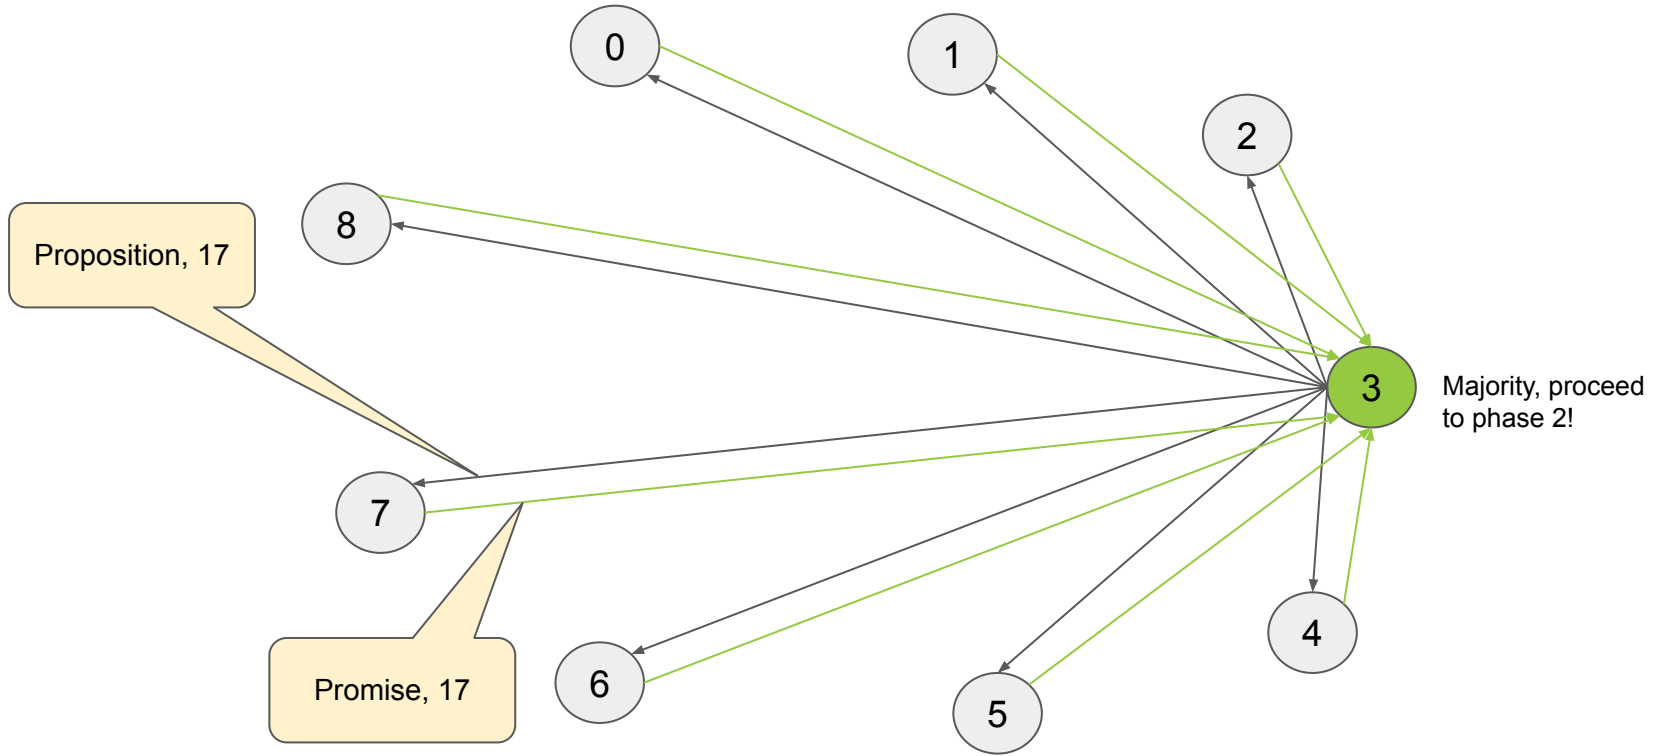 0
1
2
8
Proposition, 17
3
Majority, proceed
to phase 2!
7
4
Promise, 17
6
5